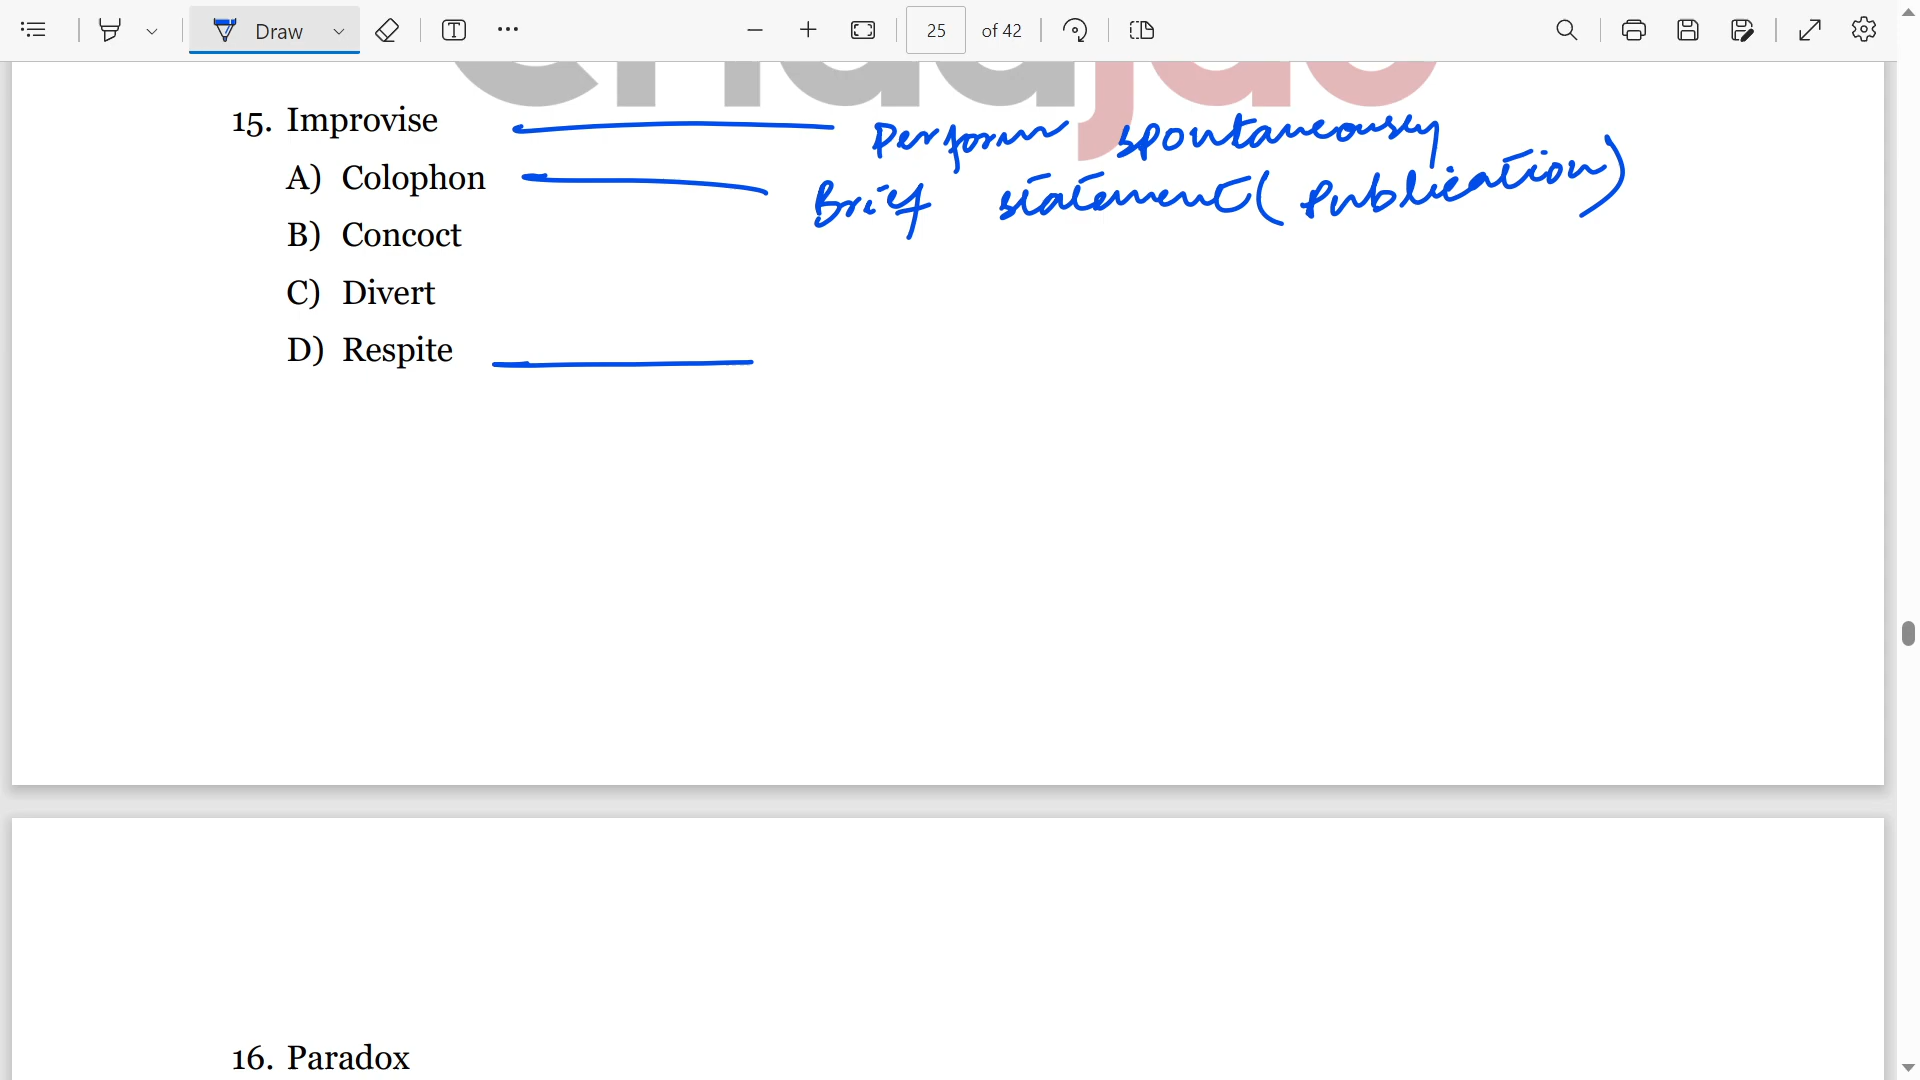 Draw
25 of 42
15. Improvise Perform spontaneously
A) Colophon Brief statement (Publication)
B) Concoct
C) Divert
D) Respite
16. Paradox